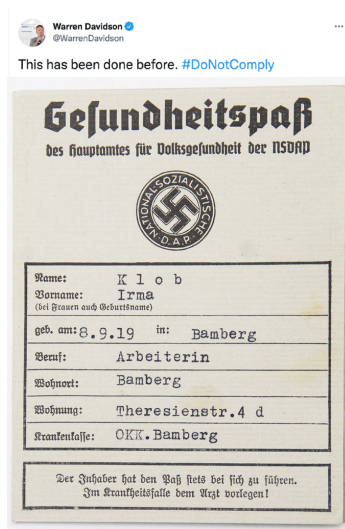 Warren Davidson
@WarrenDavidson
This has been done before. #DoNotComply
Gesundheitspaß
des Hauptamtes für Volksgesundheit der NSDAP
NATIONALSOZIALISTISCHE
D.A.P.
Name: Klob
Vorname: Irma
(bei Frauen auch Geburtsname)
geb. am: 8.9.19 in: Bamberg
Beruf: Arbeiterin
Wohnort: Bamberg
Wohnung: Theresienstr.4 d
Krankenkasse: OKK.Bamberg
Der Inhaber hat den Paß stets bei sich zu führen.
Im Krankheitsfalle dem Arzt vorlegen!